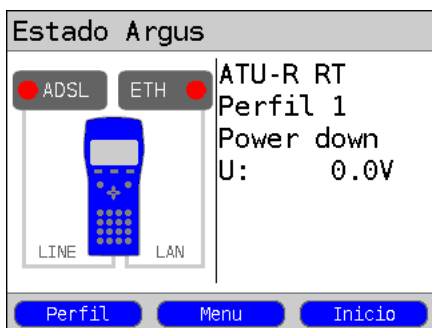 Estado Argus
ADSL
ETH
ATU-R RT
Perfil 1
Power down
U: 0.0V
LINE
LAN
Perfil
Menu
Inicio